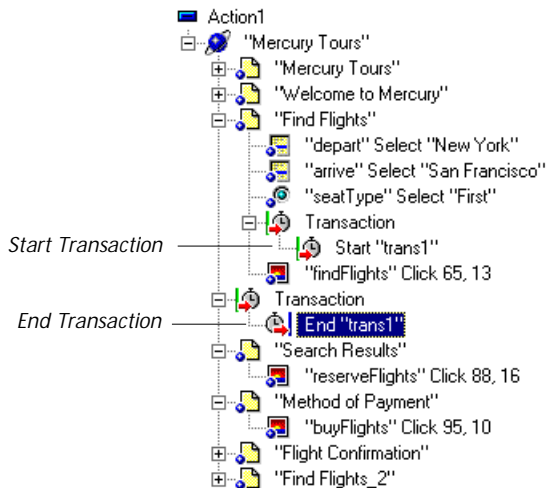 Action1
"Mercury Tours"
"Mercury Tours"
"Welcome to Mercury"
"Find Flights"
"depart" Select "New York"
"arrive" Select "San Francisco"
"seatType" Select "First"
Transaction
Start Transaction
Start "trans1"
"findFlights" Click 65, 13
Transaction
End Transaction
End "trans1"
"Search Results"
"reserveFlights" Click 88, 16
"Method of Payment"
"buyFlights" Click 95, 10
"Flight Confirmation"
"Find Flights_2"